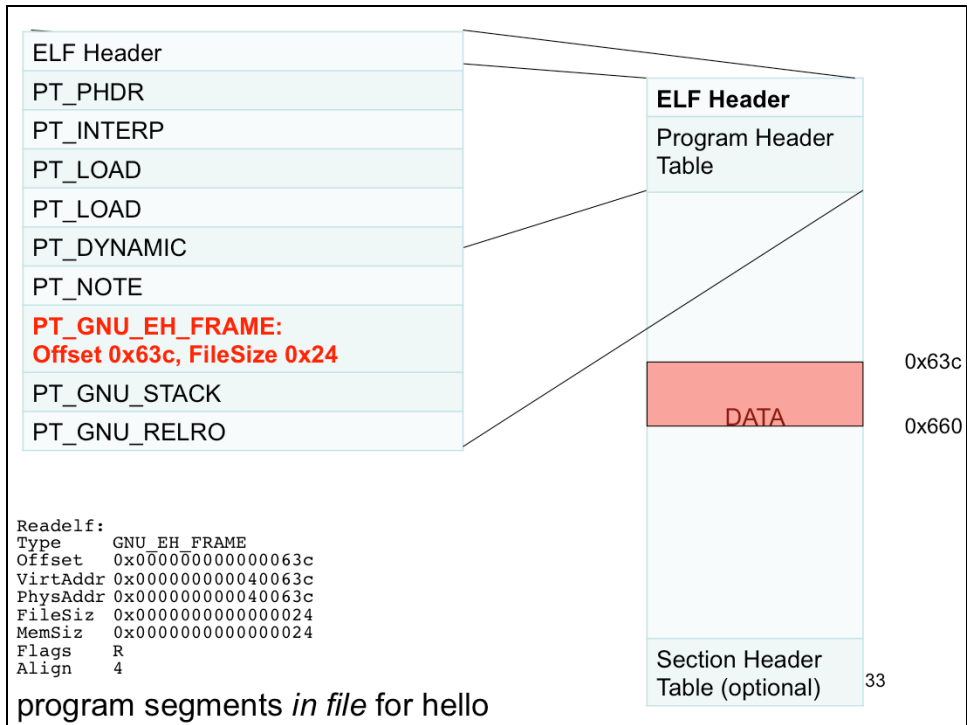 ELF Header
PT_PHDR
PT_INTERP
PT_LOAD
PT_LOAD
PT_DYNAMIC
PT_NOTE
PT_GNU_EH_FRAME:
Offset 0x63c, FileSize 0x24
PT_GNU_STACK
PT_GNU_RELRO
ELF Header
Program Header
Table
0x63c
DATA
0x660
Section Header
Table (optional)
Readelf:
Type GNU_EH_FRAME
Offset 0x000000000000063c
VirtAddr 0x000000000040063c
PhysAddr 0x000000000040063c
FileSiz 0x0000000000000024
MemSiz 0x0000000000000024
Flags R
Align 4
program segments in file for hello
33